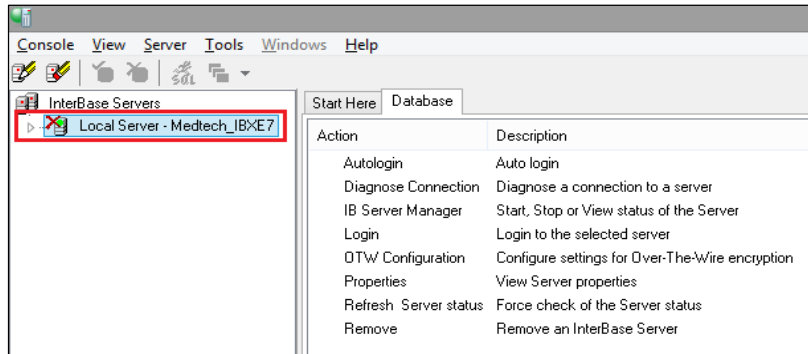 Console View Server Tools Windows Help
SQL
InterBase Servers
Local Server - Medtech_IBXE7
Start Here Database
Action Description
Autologin Auto login
Diagnose Connection Diagnose a connection to a server
IB Server Manager Start, Stop or View status of the Server
Login Login to the selected server
OTW Configuration Configure settings for Over-The-Wire encryption
Properties View Server properties
Refresh Server status Force check of the Server status
Remove Remove an InterBase Server